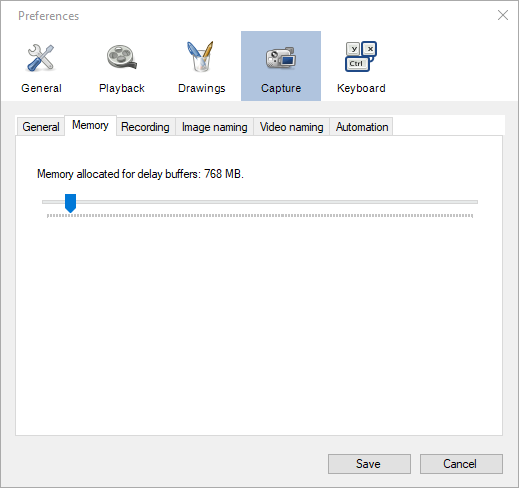 Preferences
General Playback Drawings Capture Keyboard
y x
Ctrl
General Memory Recording Image naming Video naming Automation
Memory allocated for delay buffers: 768 MB.
Save Cancel